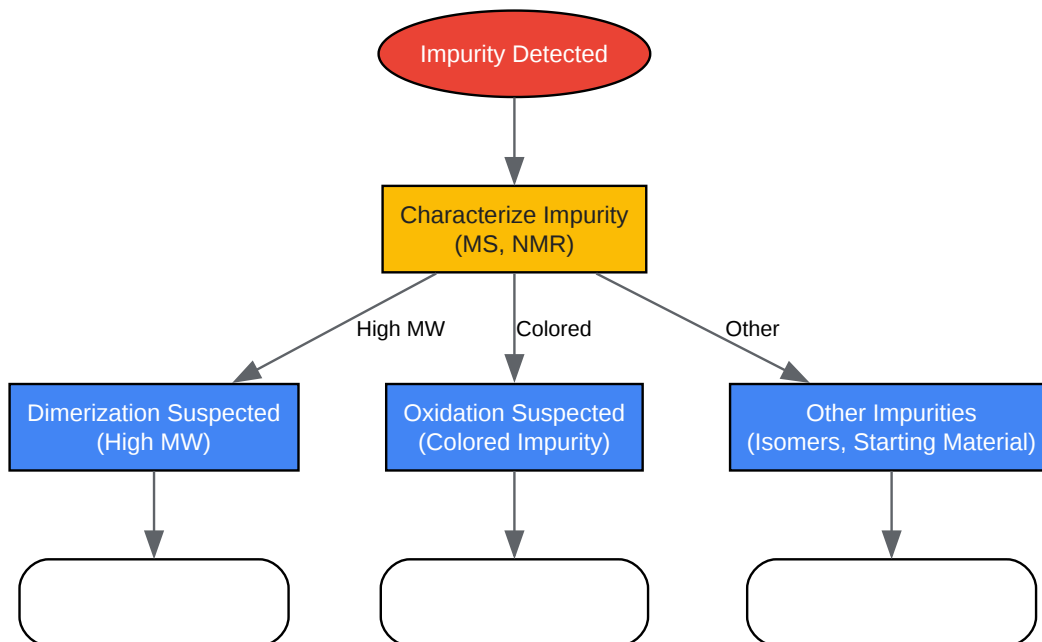 Impurity Detected
Characterize Impurity
(MS, NMR)
High MW
Colored
Other
Dimerization Suspected
(High MW)
Oxidation Suspected
(Colored Impurity)
Other Impurities
(Isomers, Starting Material)